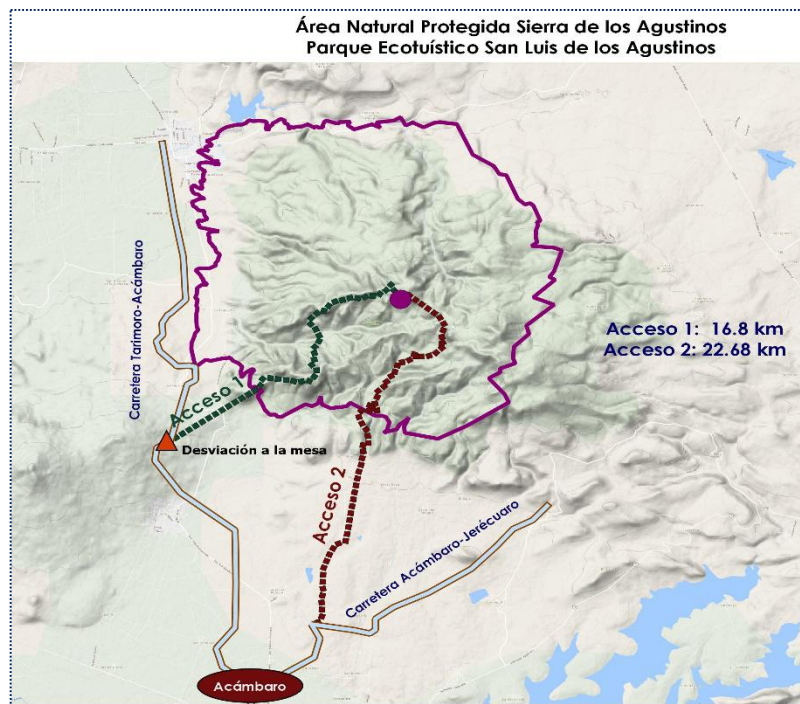 Área Natural Protegida Sierra de los Agustinos
Parque Ecotuístico San Luis de los Agustinos
Carretera Tarimoro-Acámbaro
Acceso 1: 16.8 km
Acceso 2: 22.68 km
Acceso 1
Desviación a la mesa
Acceso 2
Carretera Acámbaro-Jerécuaro
Acámbaro